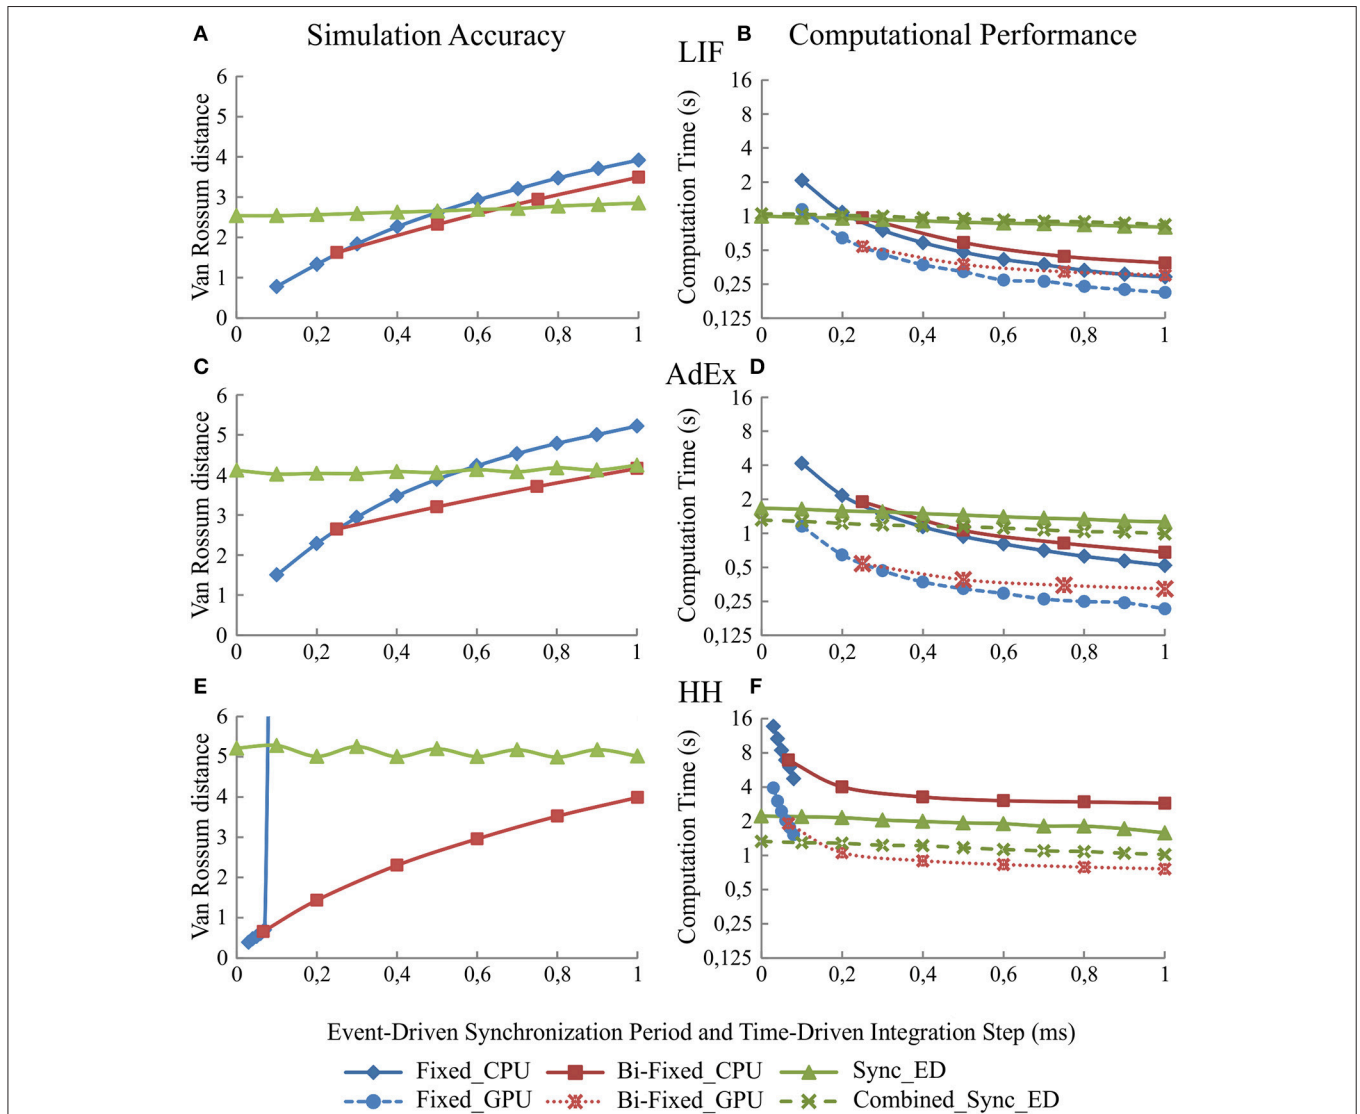 A Simulation Accuracy B Computational Performance
LIF
Van Rossum distance
6
5
4
3
2
1
0
0 0,2 0,4 0,6 0,8 1
Computation Time (s)
16
8
4
2
1
0,5
0,25
0,125
0 0,2 0,4 0,6 0,8 1
C AdEx D
Van Rossum distance
6
5
4
3
2
1
0
0 0,2 0,4 0,6 0,8 1
Computation Time (s)
16
8
4
2
1
0,5
0,25
0,125
0 0,2 0,4 0,6 0,8 1
E HH F
Van Rossum distance
6
5
4
3
2
1
0
0 0,2 0,4 0,6 0,8 1
Computation Time (s)
16
8
4
2
1
0,5
0,25
0,125
0 0,2 0,4 0,6 0,8 1
Event-Driven Synchronization Period and Time-Driven Integration Step (ms)
Fixed_CPU Bi-Fixed_CPU Sync_ED
Fixed_GPU Bi-Fixed_GPU Combined_Sync_ED